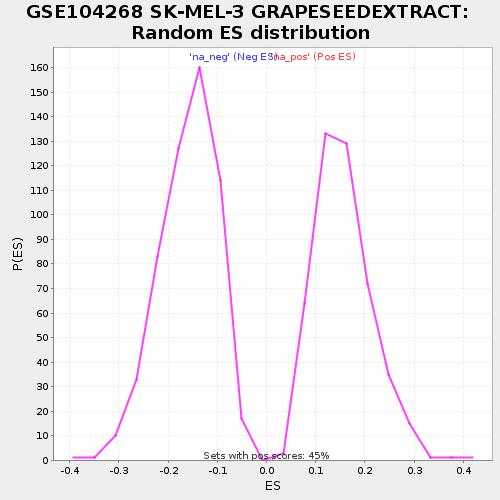 GSE104268 SK-MEL-3 GRAPESEEDEXTRACT:
Random ES distribution
'na_neg' (Neg ES)
'na_pos' (Pos ES)
160
150
140
130
120
110
100
90
80
70
60
50
40
30
20
10
0
P(ES)
Sets with pos scores: 45%
-0.4 -0.3 -0.2 -0.1 0.0 0.1 0.2 0.3 0.4
ES